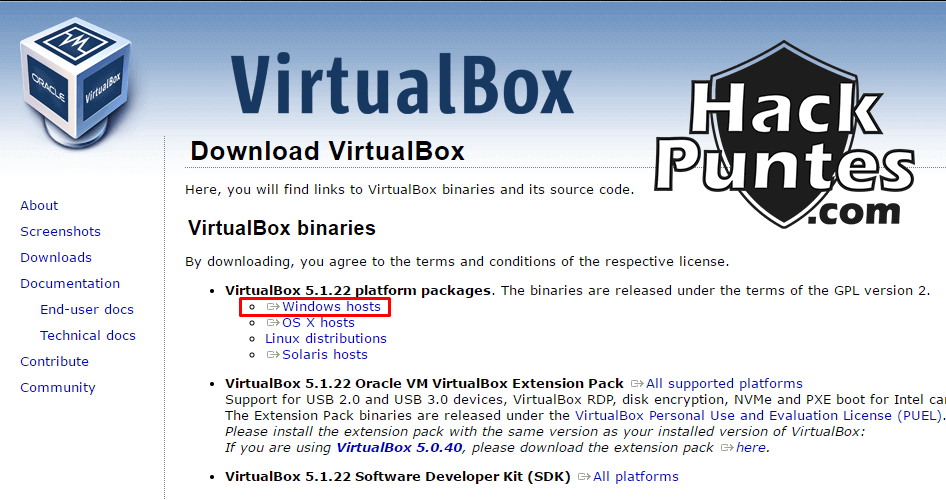 ORACLE
VM
VirtualBox
VirtualBox
Hack
Puntes
.com
Download VirtualBox
Here, you will find links to VirtualBox binaries and its source code.
About
Screenshots
Downloads
Documentation
End-user docs
Technical docs
Contribute
Community
VirtualBox binaries
By downloading, you agree to the terms and conditions of the respective license.
• VirtualBox 5.1.22 platform packages. The binaries are released under the terms of the GPL version 2.
Windows hosts
OS X hosts
Linux distributions
Solaris hosts
• VirtualBox 5.1.22 Oracle VM VirtualBox Extension Pack All supported platforms
Support for USB 2.0 and USB 3.0 devices, VirtualBox RDP, disk encryption, NVMe and PXE boot for Intel
The Extension Pack binaries are released under the VirtualBox Personal Use and Evaluation License (PUEL).
Please install the extension pack with the same version as your installed version of VirtualBox:
If you are using VirtualBox 5.0.40, please download the extension pack here.
• VirtualBox 5.1.22 Software Developer Kit (SDK) All platforms